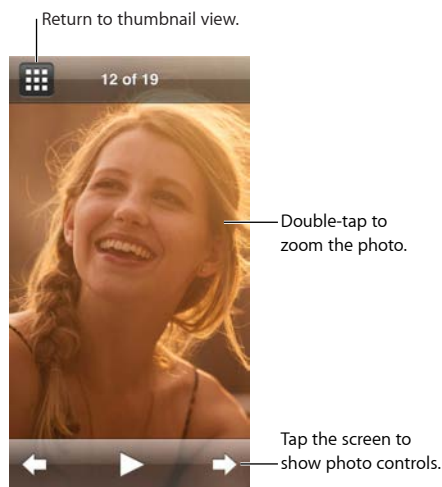 Return to thumbnail view.
12 of 19
Double-tap to
zoom the photo.
Tap the screen to
show photo controls.